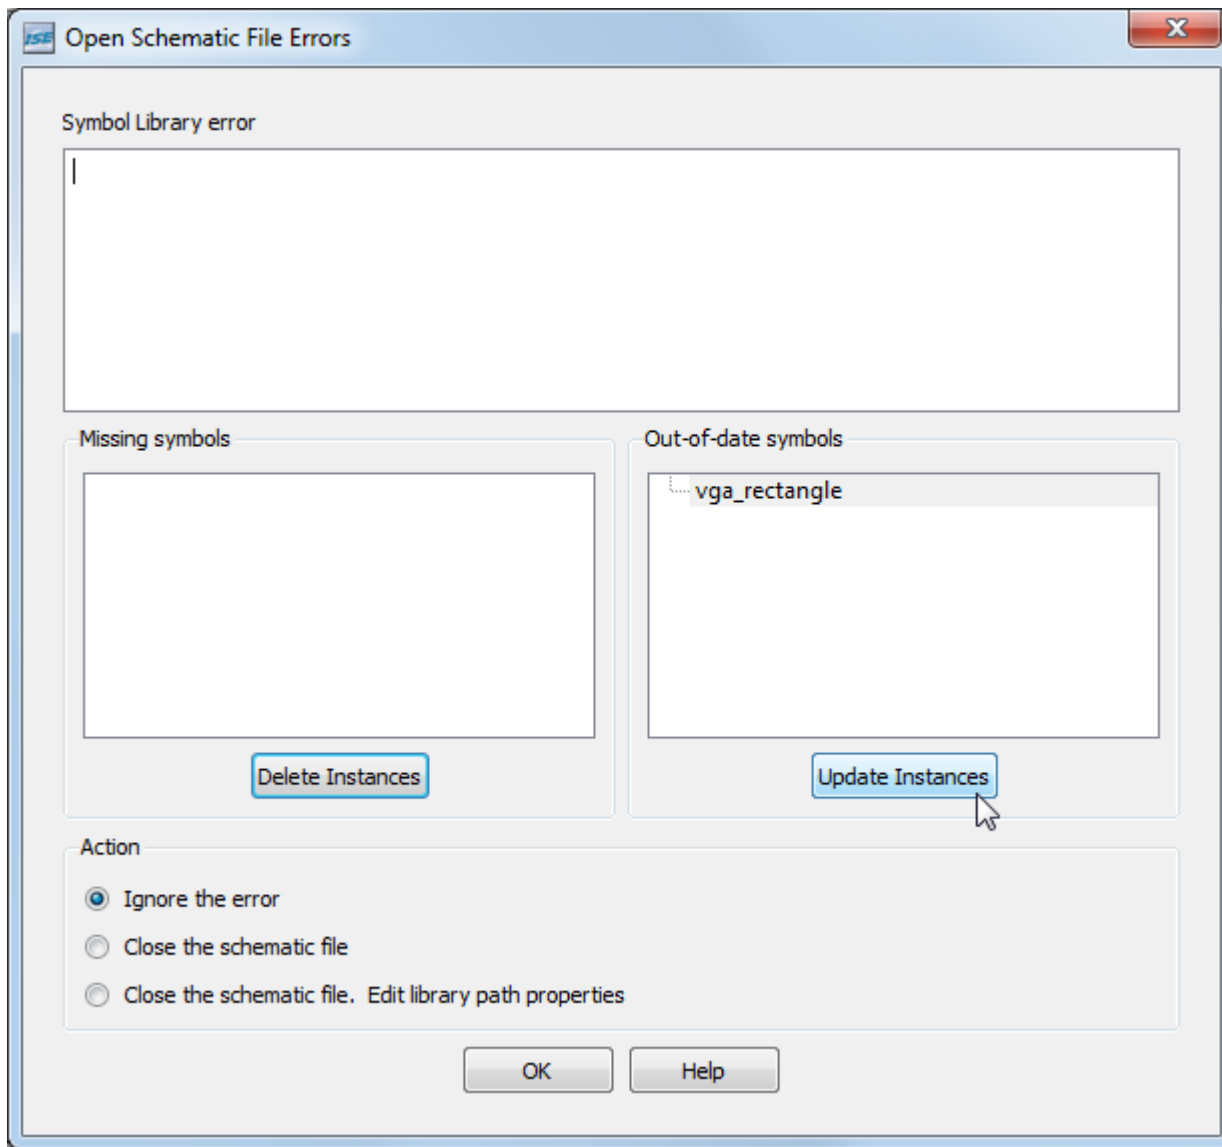 ISE Open Schematic File Errors
Symbol Library error
Missing symbols
Out-of-date symbols
vga_rectangle
Delete Instances
Update Instances
Action
Ignore the error
Close the schematic file
Close the schematic file. Edit library path properties
OK
Help